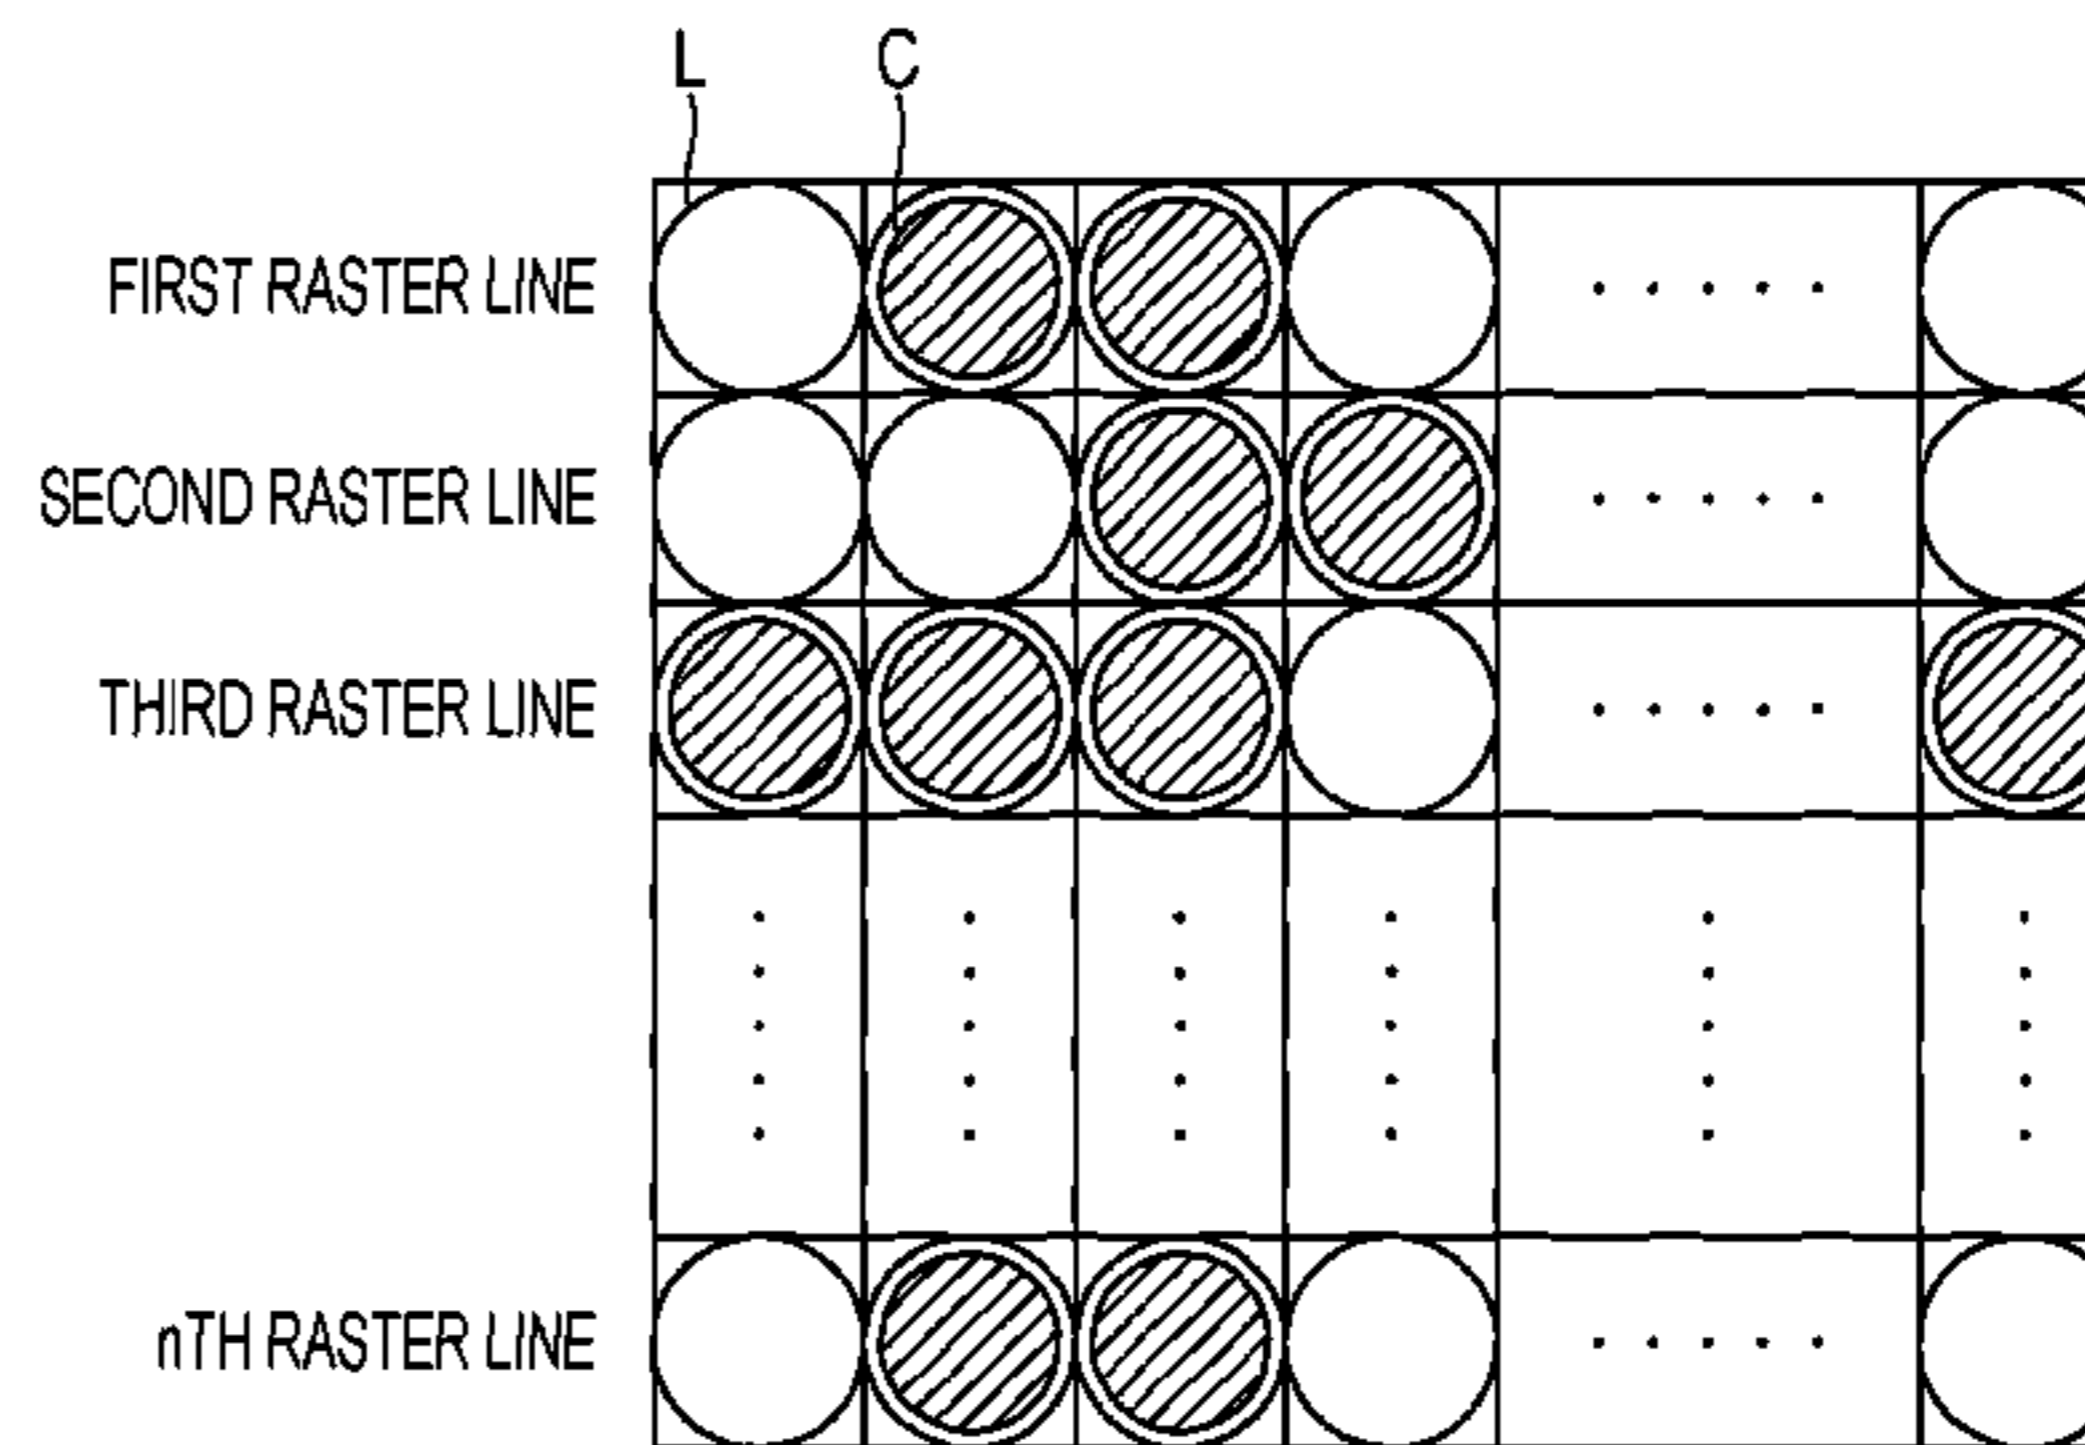 L C
FIRST RASTER LINE
SECOND RASTER LINE
THIRD RASTER LINE
nTH RASTER LINE